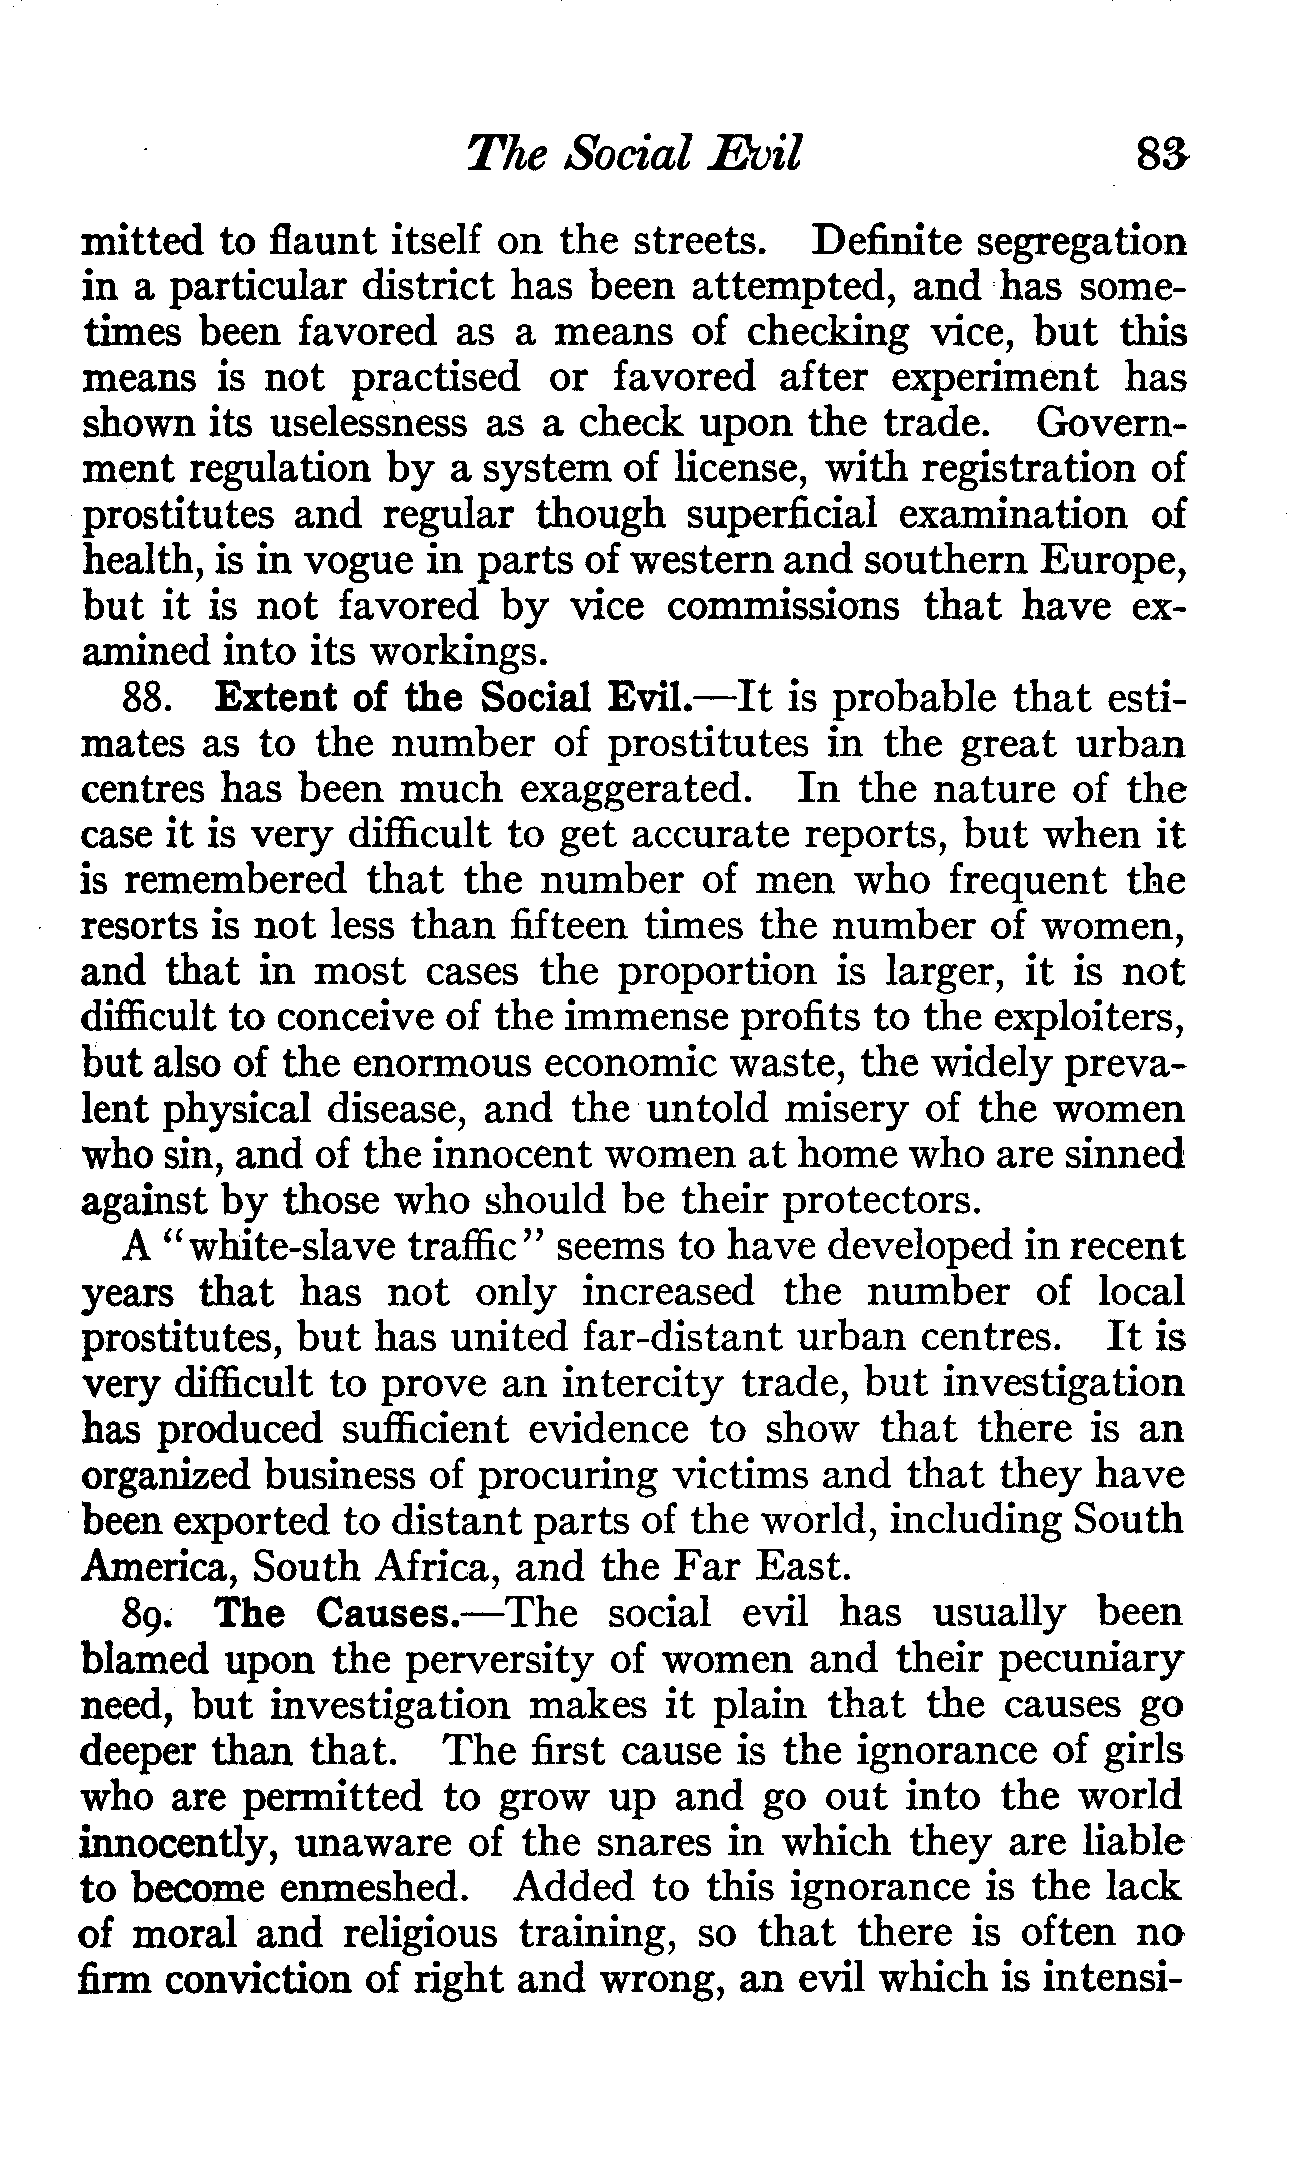 The Social Evil 83
mitted to flaunt itself on the streets. Definite segregation
in a particular district has been attempted, and has some-
times been favored as a means of checking vice, but this
means is not practised or favored after experiment has
shown its uselessness as a check upon the trade. Govern-
ment regulation by a system of license, with registration of
prostitutes and regular though superficial examination of
health, is in vogue in parts of western and southern Europe,
but it is not favored by vice commissions that have ex-
amined into its workings.
88. Extent of the Social Evil.—It is probable that esti-
mates as to the number of prostitutes in the great urban
centres has been much exaggerated. In the nature of the
case it is very difficult to get accurate reports, but when it
is remembered that the number of men who frequent the
resorts is not less than fifteen times the number of women,
and that in most cases the proportion is larger, it is not
difficult to conceive of the immense profits to the exploiters,
but also of the enormous economic waste, the widely preva-
lent physical disease, and the untold misery of the women
who sin, and of the innocent women at home who are sinned
against by those who should be their protectors.
A "white-slave traffic" seems to have developed in recent
years that has not only increased the number of local
prostitutes, but has united far-distant urban centres. It is
very difficult to prove an intercity trade, but investigation
has produced sufficient evidence to show that there is an
organized business of procuring victims and that they have
been exported to distant parts of the world, including South
America, South Africa, and the Far East.
89. The Causes.—The social evil has usually been
blamed upon the perversity of women and their pecuniary
need, but investigation makes it plain that the causes go
deeper than that. The first cause is the ignorance of girls
who are permitted to grow up and go out into the world
innocently, unaware of the snares in which they are liable
to become enmeshed. Added to this ignorance is the lack
of moral and religious training, so that there is often no
firm conviction of right and wrong, an evil which is intensi-